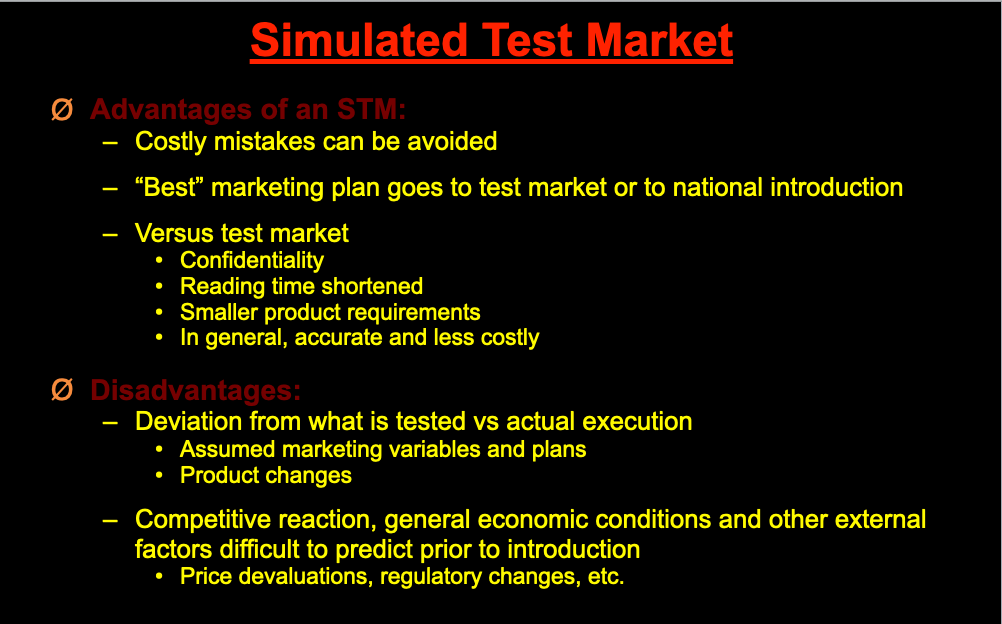 Simulated Test Market
Ø Advantages of an STM:
– Costly mistakes can be avoided
– “Best” marketing plan goes to test market or to national introduction
– Versus test market
• Confidentiality
• Reading time shortened
• Smaller product requirements
• In general, accurate and less costly
Ø Disadvantages:
– Deviation from what is tested vs actual execution
• Assumed marketing variables and plans
• Product changes
– Competitive reaction, general economic conditions and other external
factors difficult to predict prior to introduction
• Price devaluations, regulatory changes, etc.